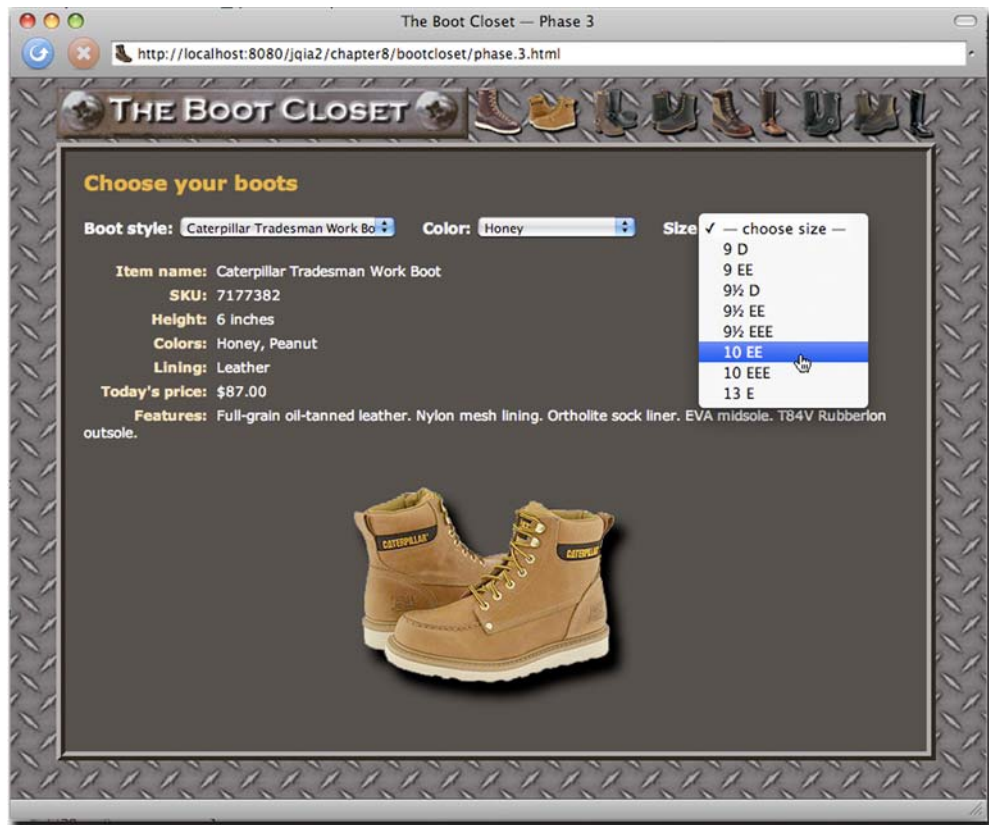 The Boot Closet — Phase 3
http://localhost:8080/jqia2/chapter8/bootcloset/phase.3.html
THE BOOT CLOSET
Choose your boots
Boot style: Caterpillar Tradesman Work Bo Color: Honey Size
✓ — choose size —
9 D
9 EE
9½ D
9½ EE
9½ EEE
10 EE
10 EEE
13 E
Item name: Caterpillar Tradesman Work Boot
SKU: 7177382
Height: 6 inches
Colors: Honey, Peanut
Lining: Leather
Today's price: $87.00
Features: Full-grain oil-tanned leather. Nylon mesh lining. Ortholite sock liner. EVA midsole. T84V Rubberlon
outsole.
CATERPILLAR
CATERPILLAR